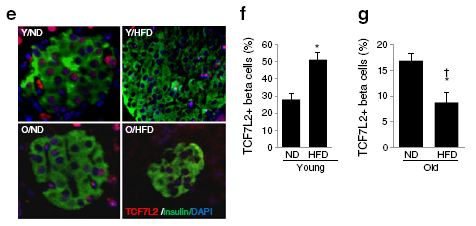 e
Y/ND
Y/HFD
O/ND
O/HFD
TCF7L2 /insulin/DAPI
f
TCF7L2+ beta cells (%)
60
50
40
30
20
10
0
*
ND HFD
Young
g
TCF7L2+ beta cells (%)
20
15
10
5
0
†
*
ND HFD
Old